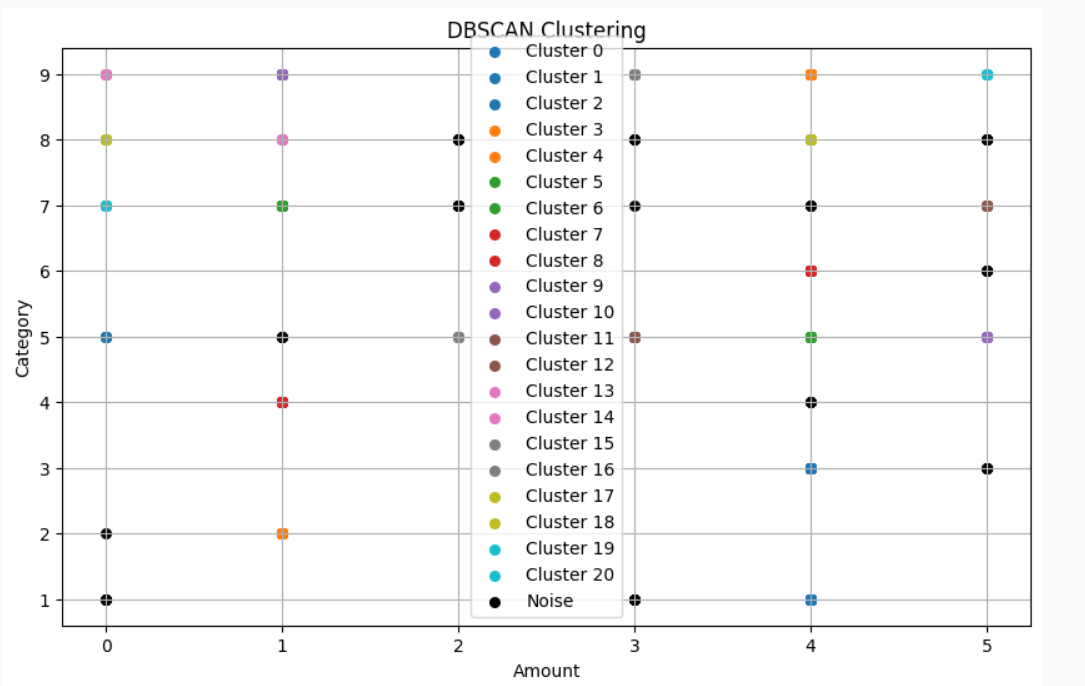 DBSCAN Clustering
Cluster 0
Cluster 1
Cluster 2
Cluster 3
Cluster 4
Cluster 5
Cluster 6
Cluster 7
Cluster 8
Cluster 9
Cluster 10
Cluster 11
Cluster 12
Cluster 13
Cluster 14
Cluster 15
Cluster 16
Cluster 17
Cluster 18
Cluster 19
Cluster 20
Noise
Category
9
8
7
6
5
4
3
2
1
0 1 2 3 4 5
Amount